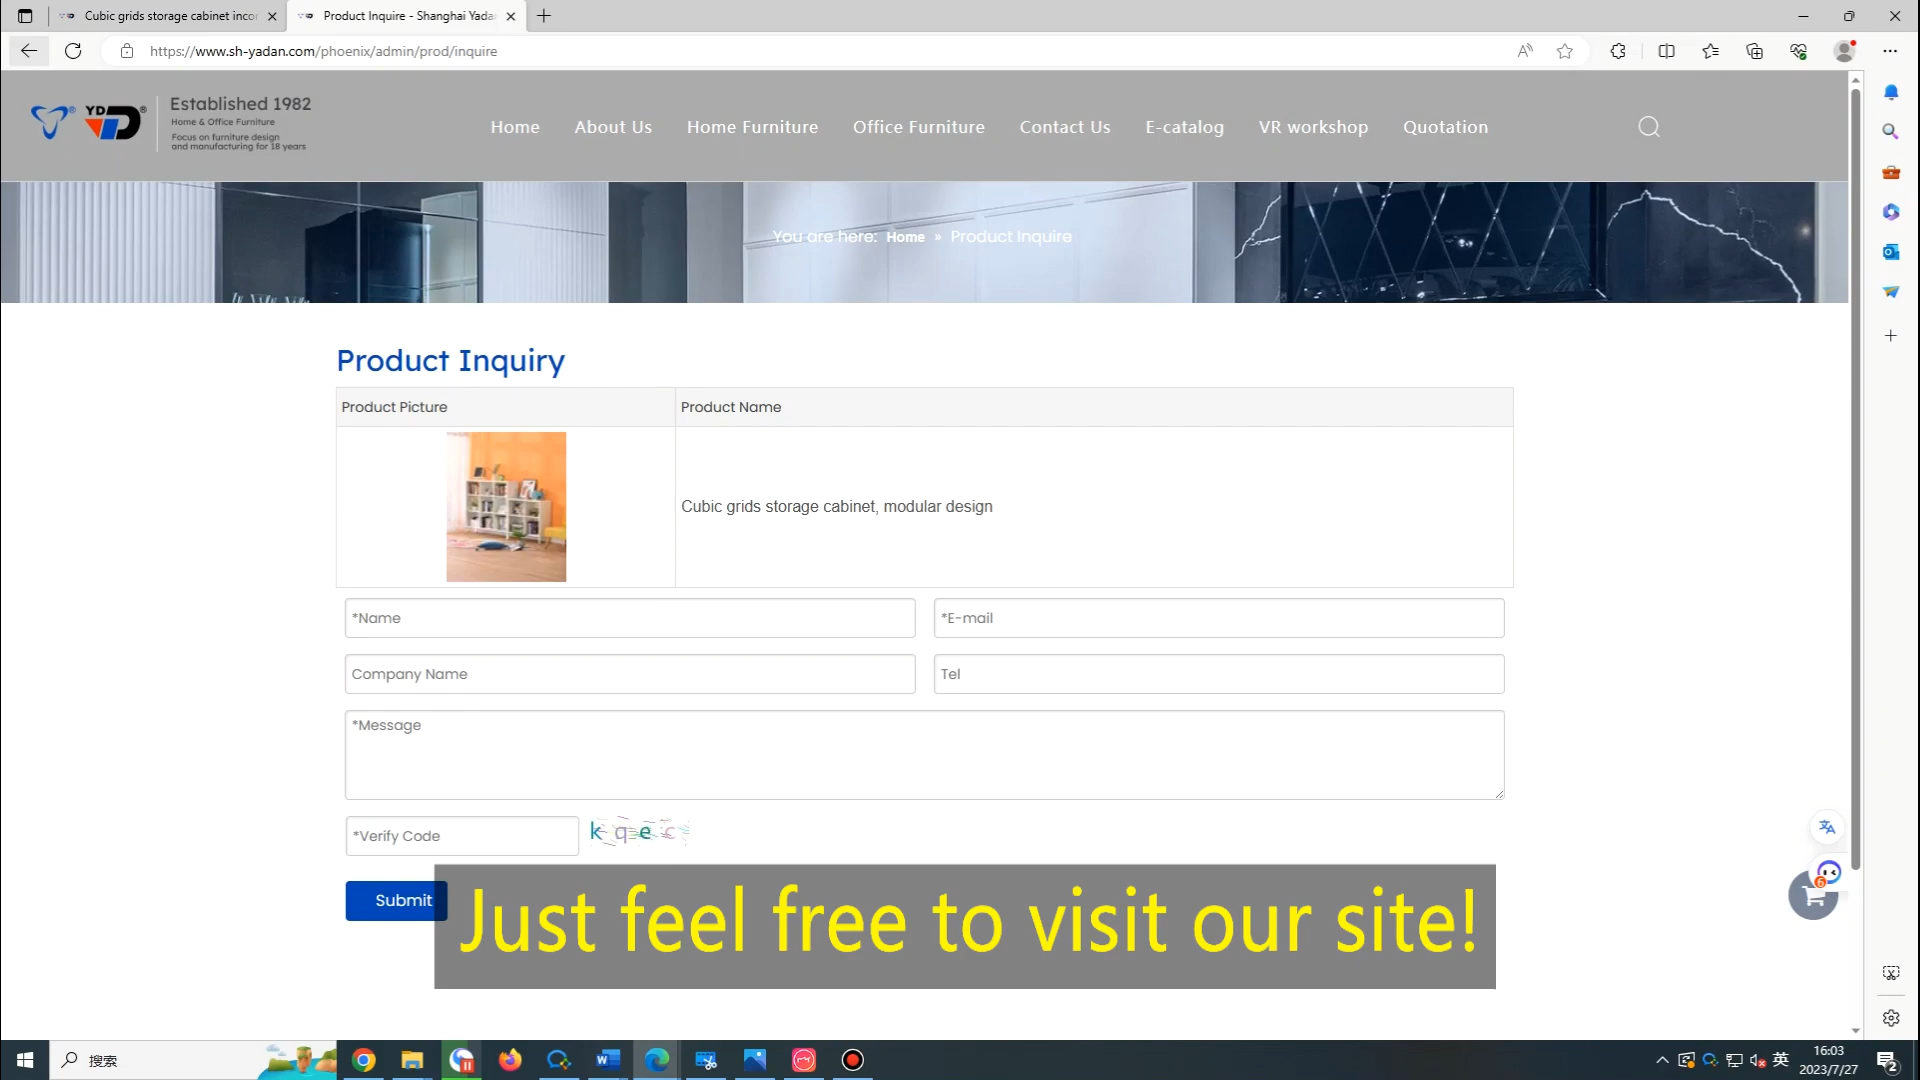 Cubic grids storage cabinet incor
Product Inquire - Shanghai Yada
https://www.sh-yadan.com/phoenix/admin/prod/inquire
YD
Established 1982
Home & Office Furniture
Focus on furniture design
and manufacturing for 18 years
Home
About Us
Home Furniture
Office Furniture
Contact Us
E-catalog
VR workshop
Quotation
You are here: Home » Product Inquire
Product Inquiry
Product Picture
Product Name
Cubic grids storage cabinet, modular design
*Name
*E-mail
Company Name
Tel
*Message
*Verify Code
k q e c
Submit
Just feel free to visit our site!
6
搜索
英
16:03
2023/7/27
2